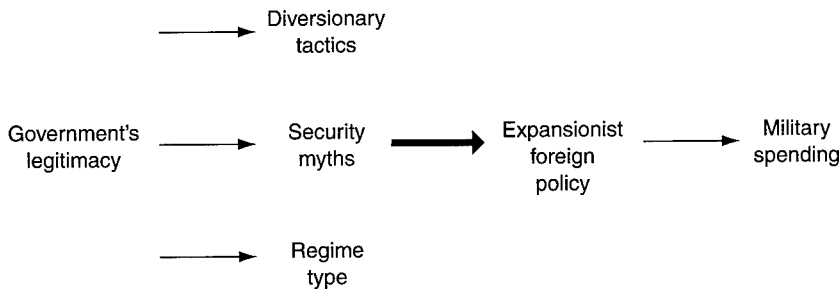 Diversionary
tactics
Government's
legitimacy
Security
myths
Expansionist
foreign
policy
Military
spending
Regime
type